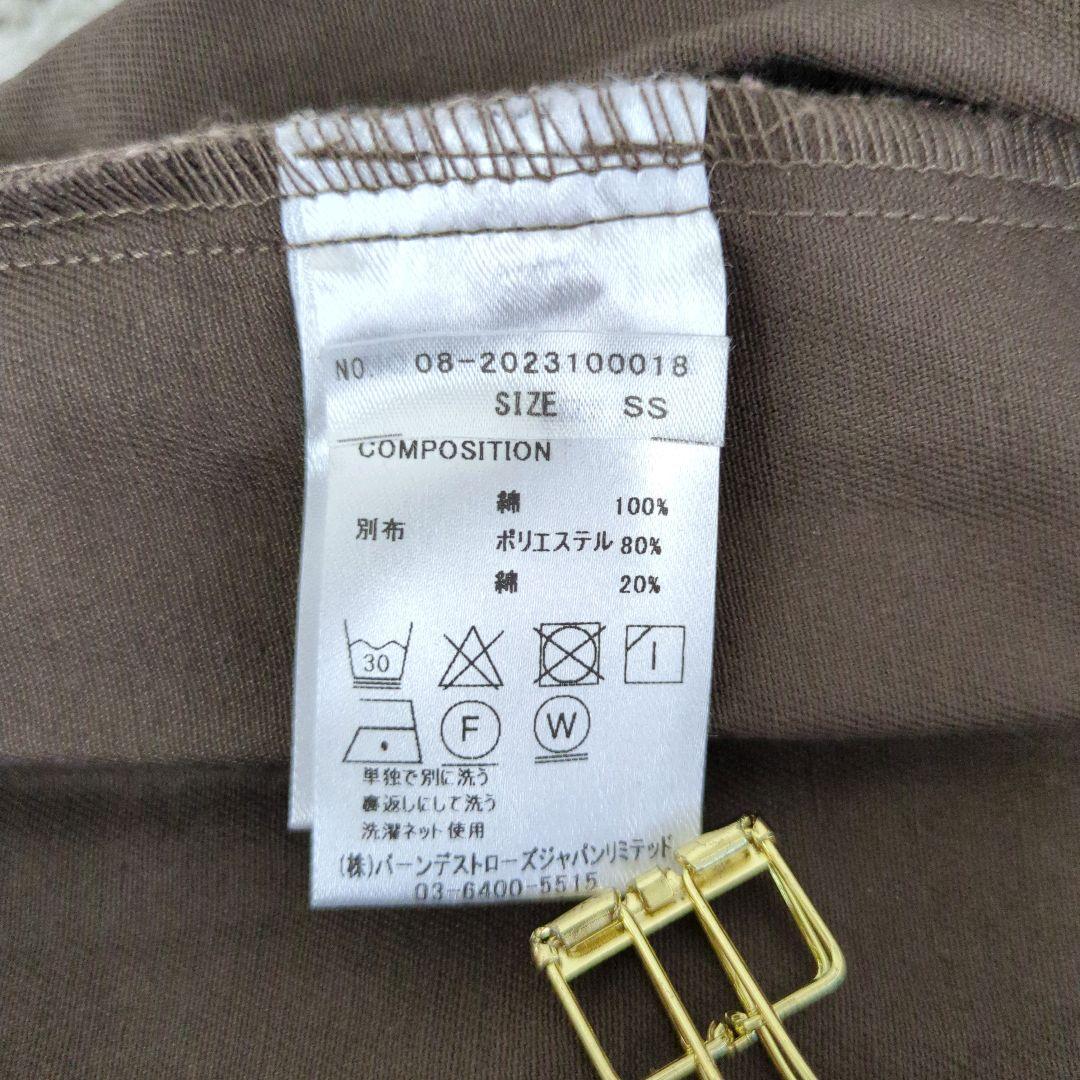 NO. 08-2023100018
SIZE SS
COMPOSITION
綿 100%
別布 ポリエステル 80%
綿 20%
30
F W
単独で別に洗う
裏返しにして洗う
洗濯ネット使用
(株)バーンデストローズジャパンリミテッド
03-6400-5515